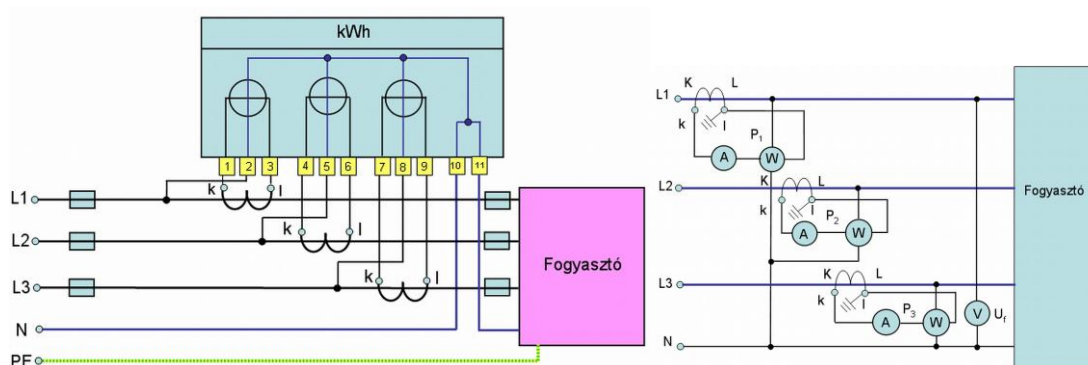 kWh
1 2 3 4 5 6 7 8 9 10 11
L1 k l
L2 k l
L3 k l
N
PE
Fogyasztó
K L
L1
k l P1
A W
K L
L2
k l P2
A W
K L
L3
k l P3
A W V Uf
N
Fogyasztó